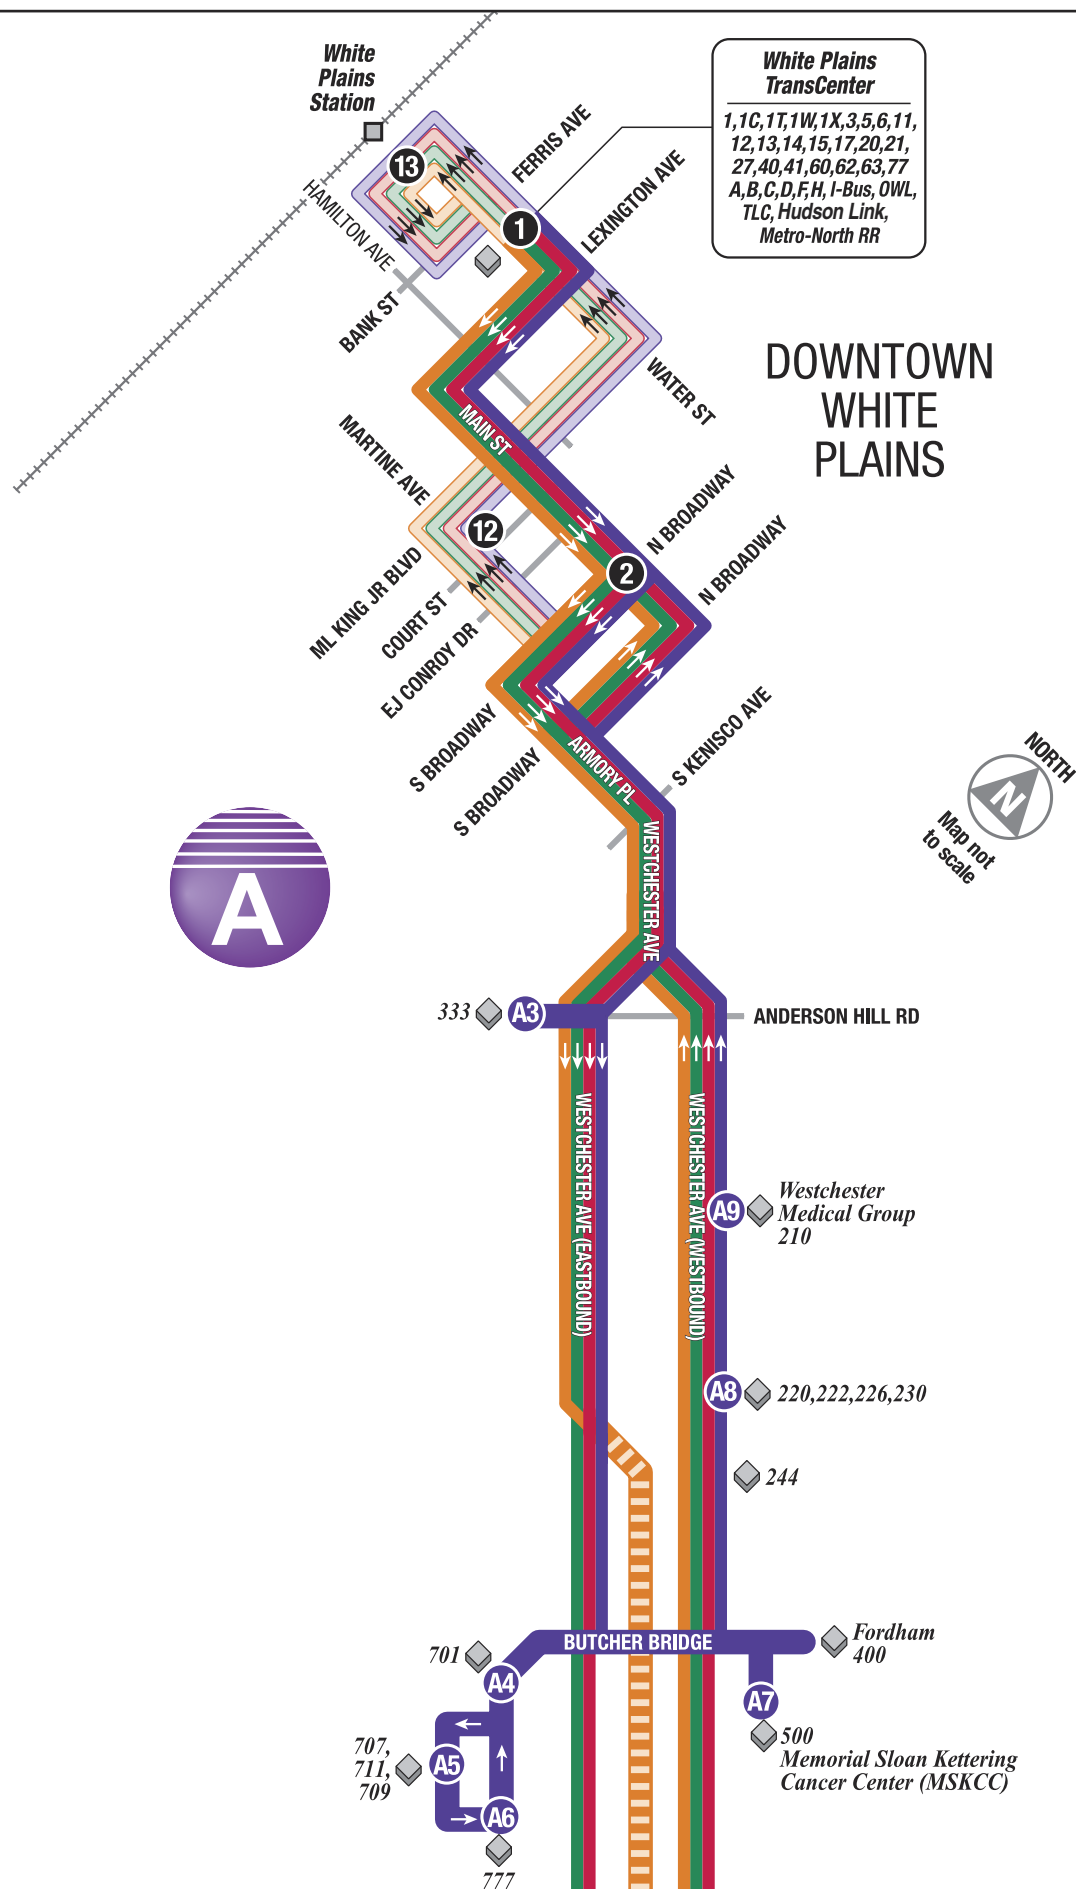 White
Plains
Station
White Plains
TransCenter
1,1C,1T,1W,1X,3,5,6,11,
12,13,14,15,17,20,21,
27,40,41,60,62,63,77
A,B,C,D,F,H, I-Bus, OWL,
TLC, Hudson Link,
Metro-North RR
FERRIS AVE
LEXINGTON AVE
13
1
HAMILTON AVE
BANK ST
WATER ST
DOWNTOWN
WHITE
PLAINS
MAIN ST
MARTINE AVE
N BROADWAY
N BROADWAY
12
2
ML KING JR BLVD
COURT ST
EJ CONROY DR
S BROADWAY
S BROADWAY
ARMORY PL
S KENISCO AVE
NORTH
N
Map not
to scale
A
WESTCHESTER AVE
333
A3
ANDERSON HILL RD
WESTCHESTER AVE (EASTBOUND)
WESTCHESTER AVE (WESTBOUND)
A9
Westchester
Medical Group
210
A8
220,222,226,230
244
BUTCHER BRIDGE
Fordham
400
701
A4
A7
500
Memorial Sloan Kettering
Cancer Center (MSKCC)
707,
711,
709
A5
A6
777